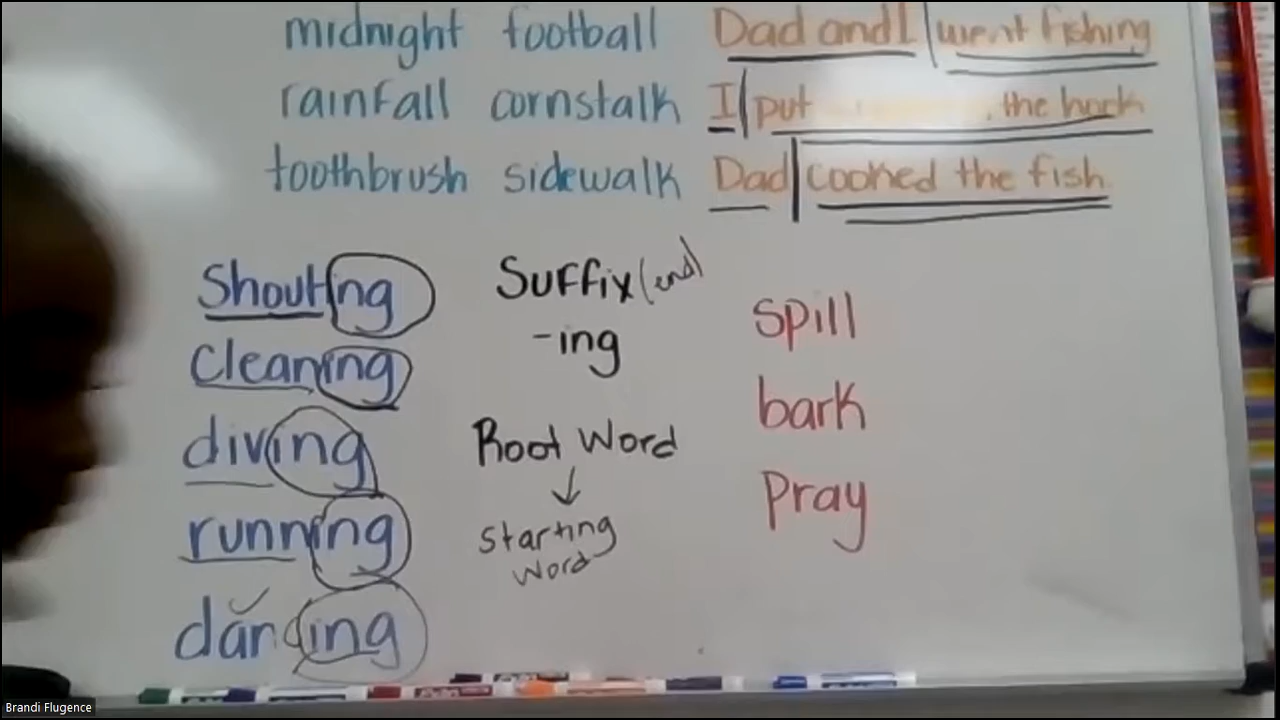 midnight football Dad and I went fishing
rainfall cornstalk I put the hook
toothbrush sidewalk Dad cooked the fish
Shouting
Cleaning
diving
running
dancing
Suffix (end)
-ing
Root Word
starting
word
spill
bark
pray
Brandi Flugence